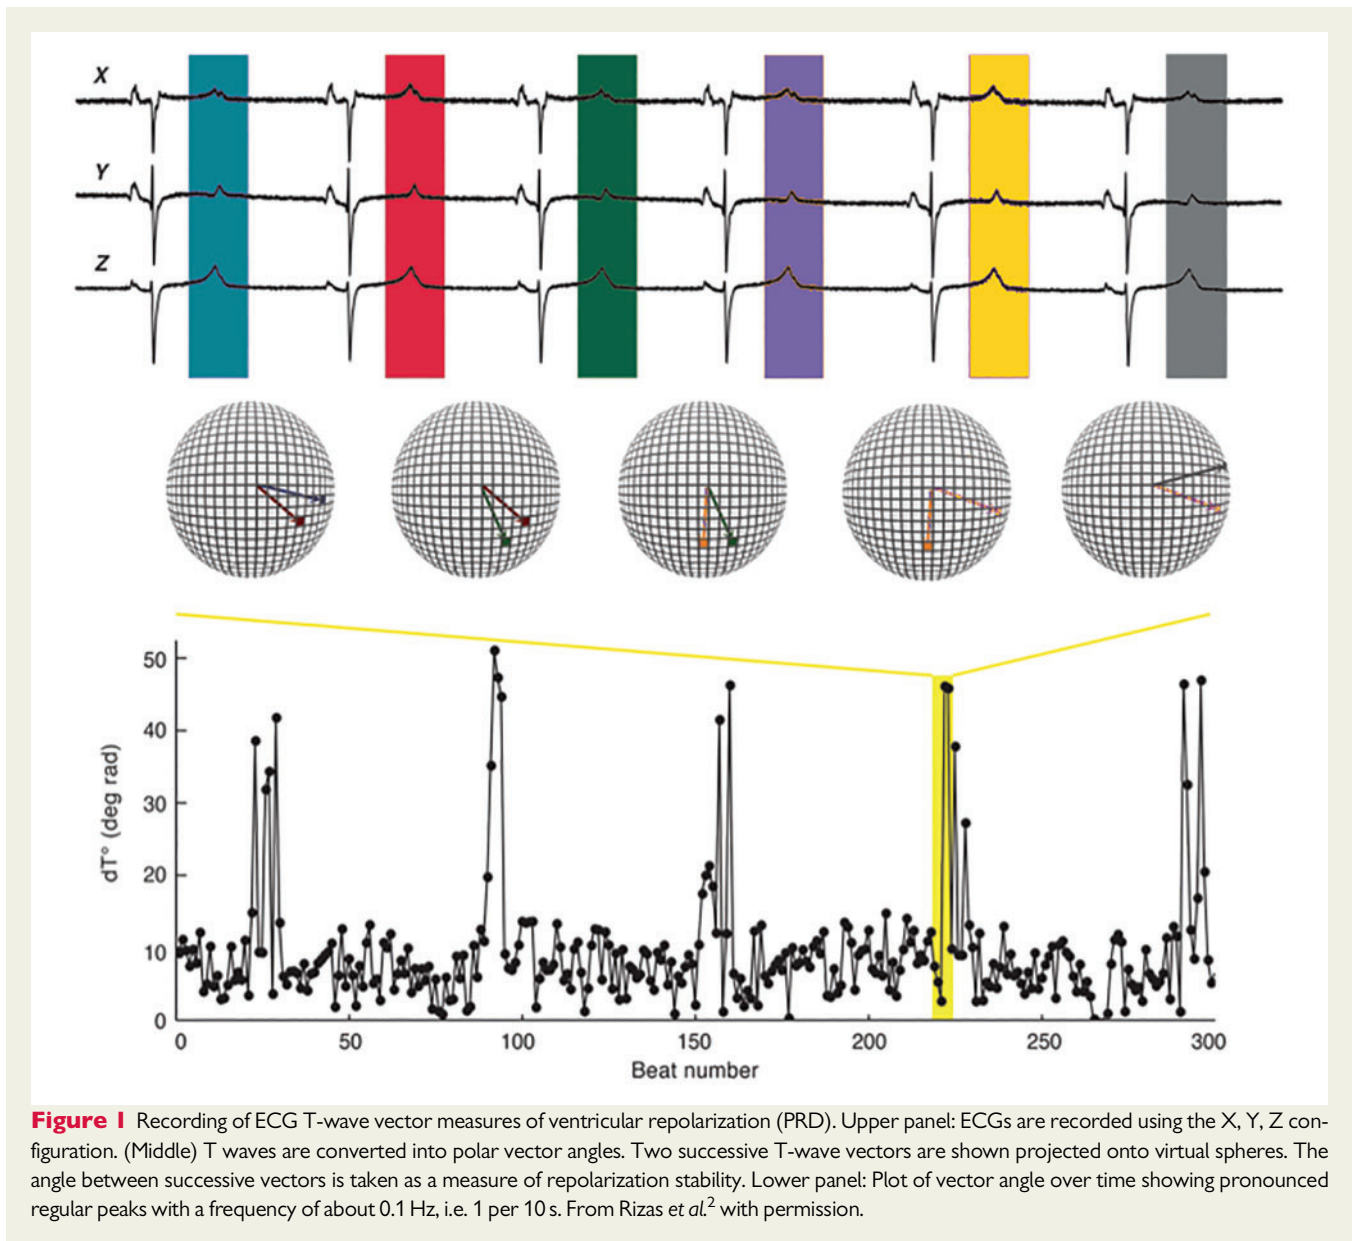 X
Y
Z
50
40
30
20
10
0
dT° (deg rad)
0 50 100 150 200 250 300
Beat number
Figure 1 Recording of ECG T-wave vector measures of ventricular repolarization (PRD). Upper panel: ECGs are recorded using the X, Y, Z con-
figuration. (Middle) T waves are converted into polar vector angles. Two successive T-wave vectors are shown projected onto virtual spheres. The
angle between successive vectors is taken as a measure of repolarization stability. Lower panel: Plot of vector angle over time showing pronounced
regular peaks with a frequency of about 0.1 Hz, i.e. 1 per 10 s. From Rizas et al.2 with permission.